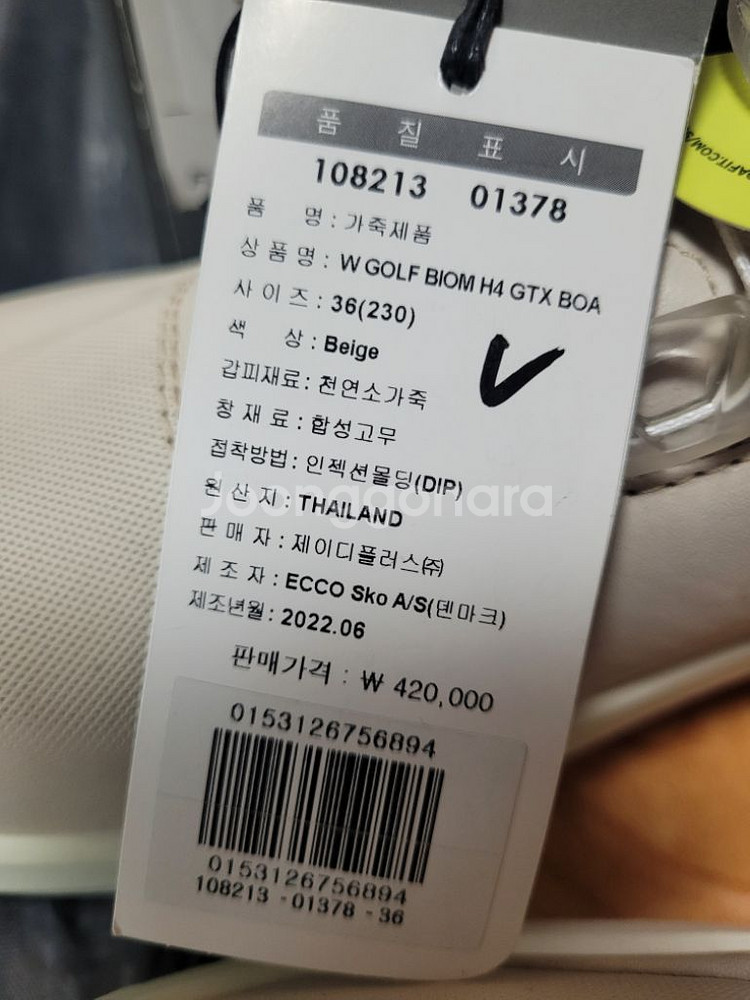 품 질 표 시
108213 01378
품 명 : 가죽제품
상 품 명 : W GOLF BIOM H4 GTX BOA
사 이 즈 : 36(230)
색 상 : Beige
갑피재료 : 천연소가죽
창 재 료 : 합성고무
접착방법 : 인젝션몰딩(DIP)
원 산 지 : THAILAND
판 매 자 : 제이디플러스㈜
제 조 자 : ECCO Sko A/S(덴마크)
제조년월 : 2022.06
판매가격 : ₩ 420,000
0153126756894
0153126756894
108213 - 01378 - 36
Joongdonara